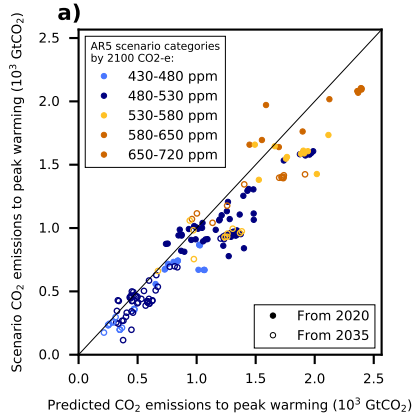 a)
AR5 scenario categories
by 2100 CO2-e:
430-480 ppm
480-530 ppm
530-580 ppm
580-650 ppm
650-720 ppm
Scenario CO₂ emissions to peak warming (10³ GtCO₂)
2.5
2.0
1.5
1.0
0.5
0.0
From 2020
From 2035
0.0 0.5 1.0 1.5 2.0 2.5
Predicted CO₂ emissions to peak warming (10³ GtCO₂)